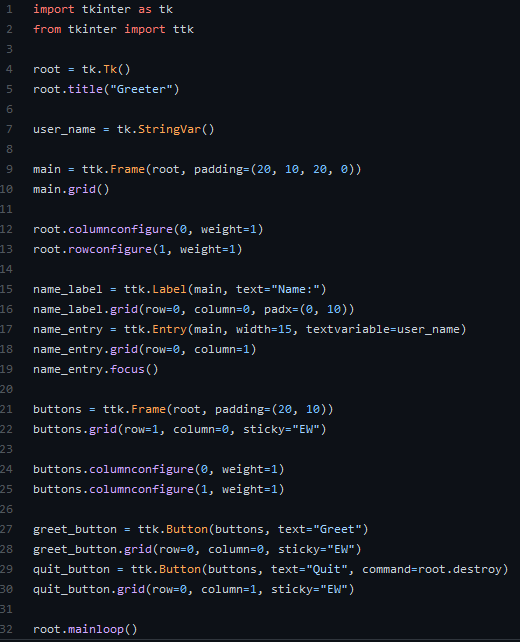 1 import tkinter as tk
2 from tkinter import ttk
3
4 root = tk.Tk()
5 root.title("Greeter")
6
7 user_name = tk.StringVar()
8
9 main = ttk.Frame(root, padding=(20, 10, 20, 0))
10 main.grid()
11
12 root.columnconfigure(0, weight=1)
13 root.rowconfigure(1, weight=1)
14
15 name_label = ttk.Label(main, text="Name:")
16 name_label.grid(row=0, column=0, padx=(0, 10))
17 name_entry = ttk.Entry(main, width=15, textvariable=user_name)
18 name_entry.grid(row=0, column=1)
19 name_entry.focus()
20
21 buttons = ttk.Frame(root, padding=(20, 10))
22 buttons.grid(row=1, column=0, sticky="EW")
23
24 buttons.columnconfigure(0, weight=1)
25 buttons.columnconfigure(1, weight=1)
26
27 greet_button = ttk.Button(buttons, text="Greet")
28 greet_button.grid(row=0, column=0, sticky="EW")
29 quit_button = ttk.Button(buttons, text="Quit", command=root.destroy)
30 quit_button.grid(row=0, column=1, sticky="EW")
31
32 root.mainloop()